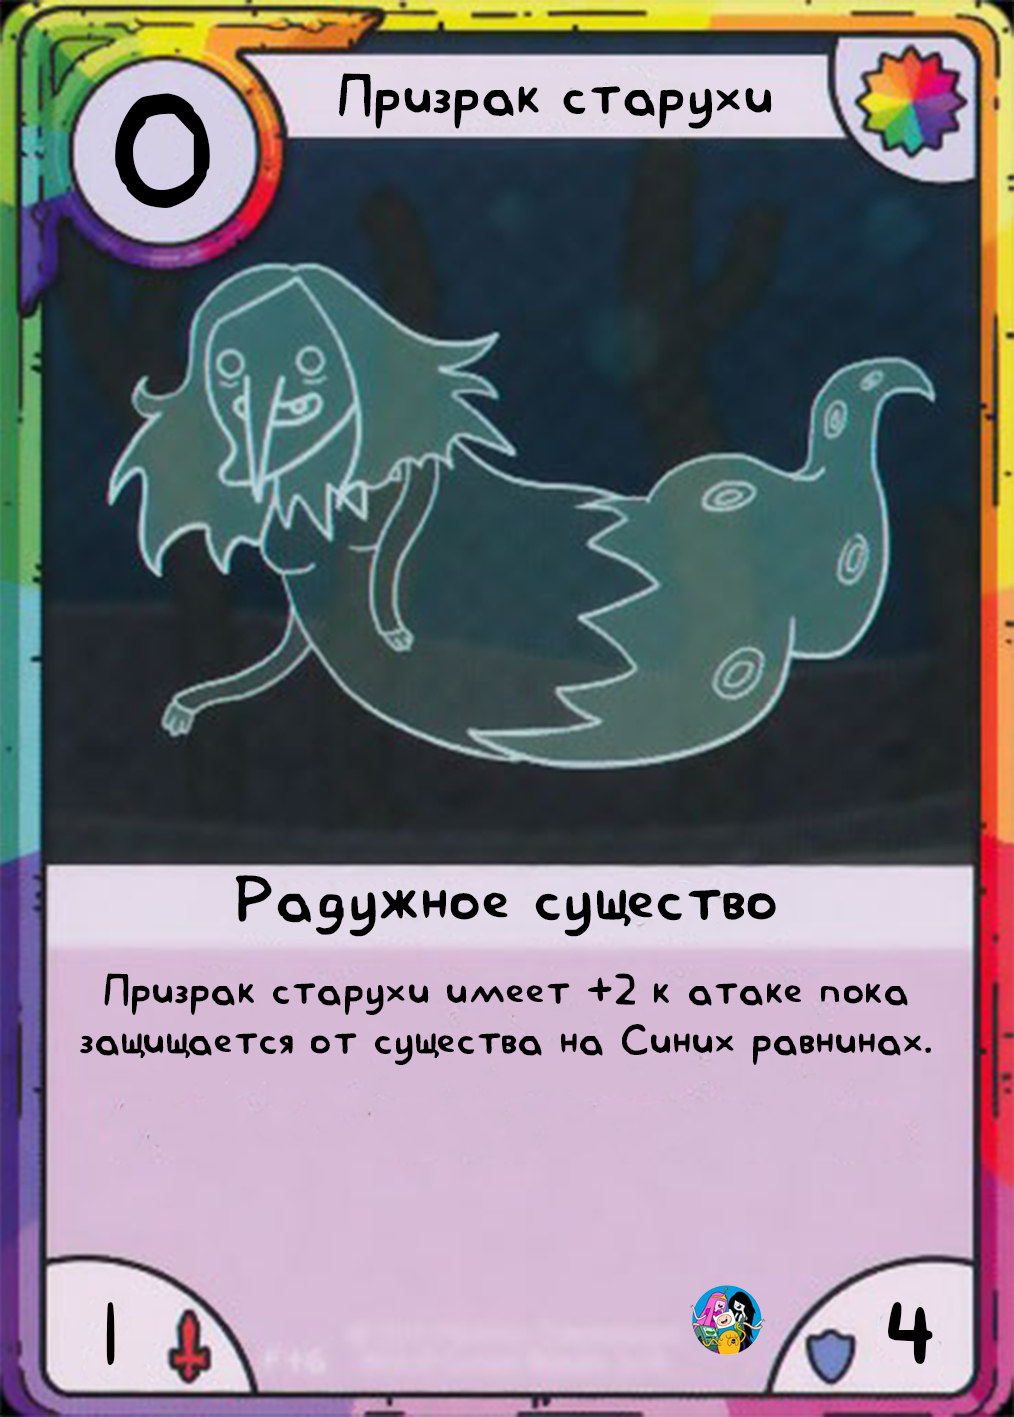 0
Призрак старухи
Радужное существо
Призрак старухи имеет +2 к атаке пока
защищается от существа на Синих равнинах.
1
4